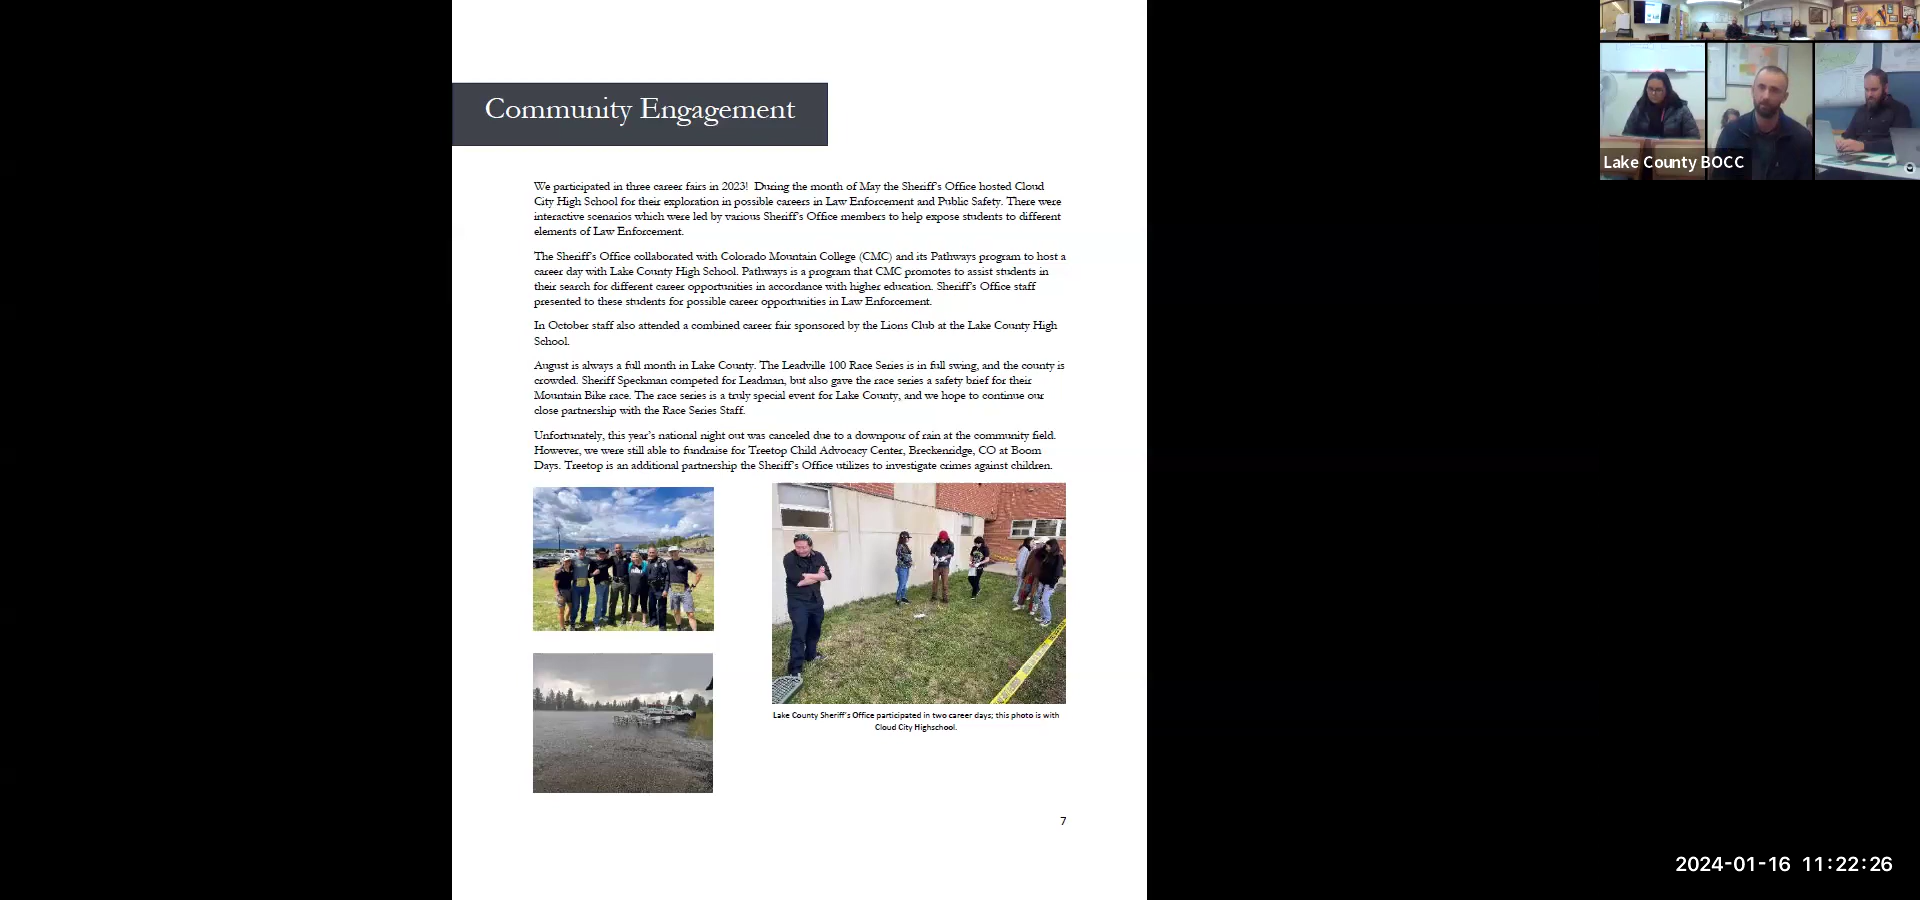 Community Engagement
We participated in three career fairs in 2023!  During the month of May the Sheriff's Office hosted Cloud
City High School for their exploration in possible careers in Law Enforcement and Public Safety. There were
interactive scenarios which were led by various Sheriff's Office members to help expose students to different
elements of Law Enforcement.
The Sheriff's Office collaborated with Colorado Mountain College (CMC) and its Pathways program to host a
career day with Lake County High School. Pathways is a program that CMC promotes to assist students in
their search for different career opportunities in accordance with higher education. Sheriff's Office staff
presented to these students for possible career opportunities in Law Enforcement.
In October staff also attended a combined career fair sponsored by the Lions Club at the Lake County High
School.
August is always a full month in Lake County. The Leadville 100 Race Series is in full swing, and the county is
crowded. Sheriff Speckman competed for Leadman, but also gave the race series a safety brief for their
Mountain Bike race. The race series is a truly special event for Lake County, and we hope to continue our
close partnership with the Race Series Staff.
Unfortunately, this year's national night out was canceled due to a downpour of rain at the community field.
However, we were still able to fundraise for Treetop Child Advocacy Center, Breckenridge, CO at Boom
Days. Treetop is an additional partnership the Sheriff's Office utilizes to investigate crimes against children.
Lake County Sheriff's Office participated in two career days; this photo is with
Cloud City Highschool.
7
Lake County BOCC
2024-01-16 11:22:26